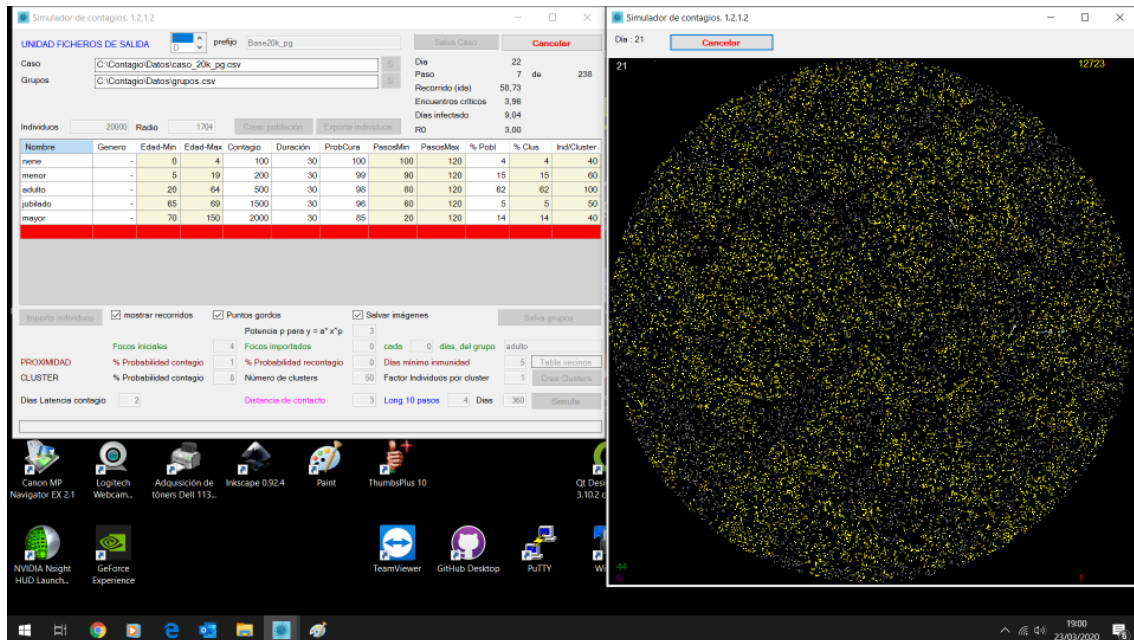 Simulador de contagios. 1.2.1.2
UNIDAD FICHEROS DE SALIDA D prefijo Base20k_pg Salva Caso Cancelar
Caso C:\Contagio\Datos\caso_20k_pg.csv S
Grupos C:\Contagio\Datos\grupos.csv S
Dia 22
Paso 7 de 238
Recorrido (ida) 58,73
Encuentros críticos 3,96
Días infectado 9,04
R0 3,00
Individuos 20000 Radio 1704 Crear población Exporta individuos
Nombre Genero Edad-Min Edad-Max Contagio Duración ProbCura PasosMin PasosMax % Pobl % Clus Ind/Cluster
nene - 0 4 100 30 100 100 120 4 4 40
menor - 5 19 200 30 99 90 120 15 15 60
adulto - 20 64 500 30 98 80 120 62 62 100
jubilado - 65 69 1500 30 96 60 120 5 5 50
mayor - 70 150 2000 30 85 20 120 14 14 40
Importa individuos mostrar recorridos Puntos gordos Salvar imágenes Salva grupos
Potencia p para y = a* x^p 3
Focos iniciales 4 Focos importados 0 cada 0 días, del grupo adulto
PROXIMIDAD % Probabilidad contagio 1 % Probabilidad recontagio 0 Días mínimo inmunidad 5 Tabla vecinos
CLUSTER % Probabilidad contagio 8 Número de clusters 50 Factor Individuos por cluster 1 Crea Clusters
Días Latencia contagio 2 Distancia de contacto 3 Long 10 pasos 4 Dias 360 Simula
Simulador de contagios. 1.2.1.2
Día : 21 Cancelar
21 12723
44
0 1
Canon MP
Navigator EX 2.1
Logitech
Webcam...
Adquisición de
tóners Dell 113...
Inkscape 0.92.4
Paint
ThumbsPlus 10
Qt Desi
3.10.2 c
NVIDIA Nsight
HUD Launch...
GeForce
Experience
TeamViewer
GitHub Desktop
PuTTY
Wi
19:00
23/03/2020